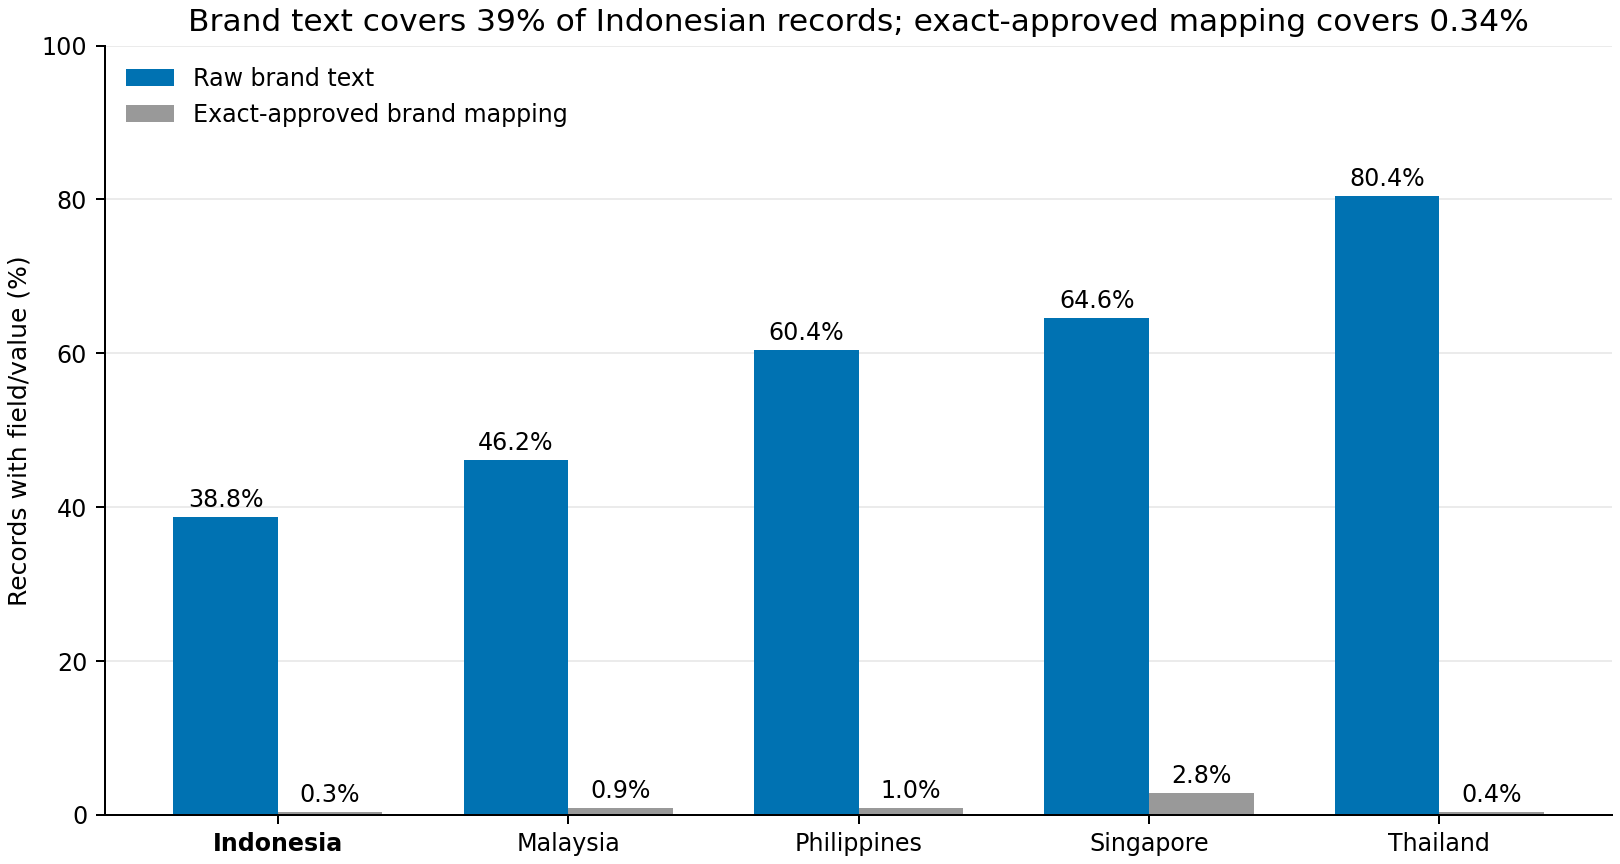 Brand text covers 39% of Indonesian records; exact-approved mapping covers 0.34%
100
80
60
40
20
0
Records with field/value (%)
Raw brand text
Exact-approved brand mapping
38.8%
0.3%
46.2%
0.9%
60.4%
1.0%
64.6%
2.8%
80.4%
0.4%
Indonesia
Malaysia
Philippines
Singapore
Thailand